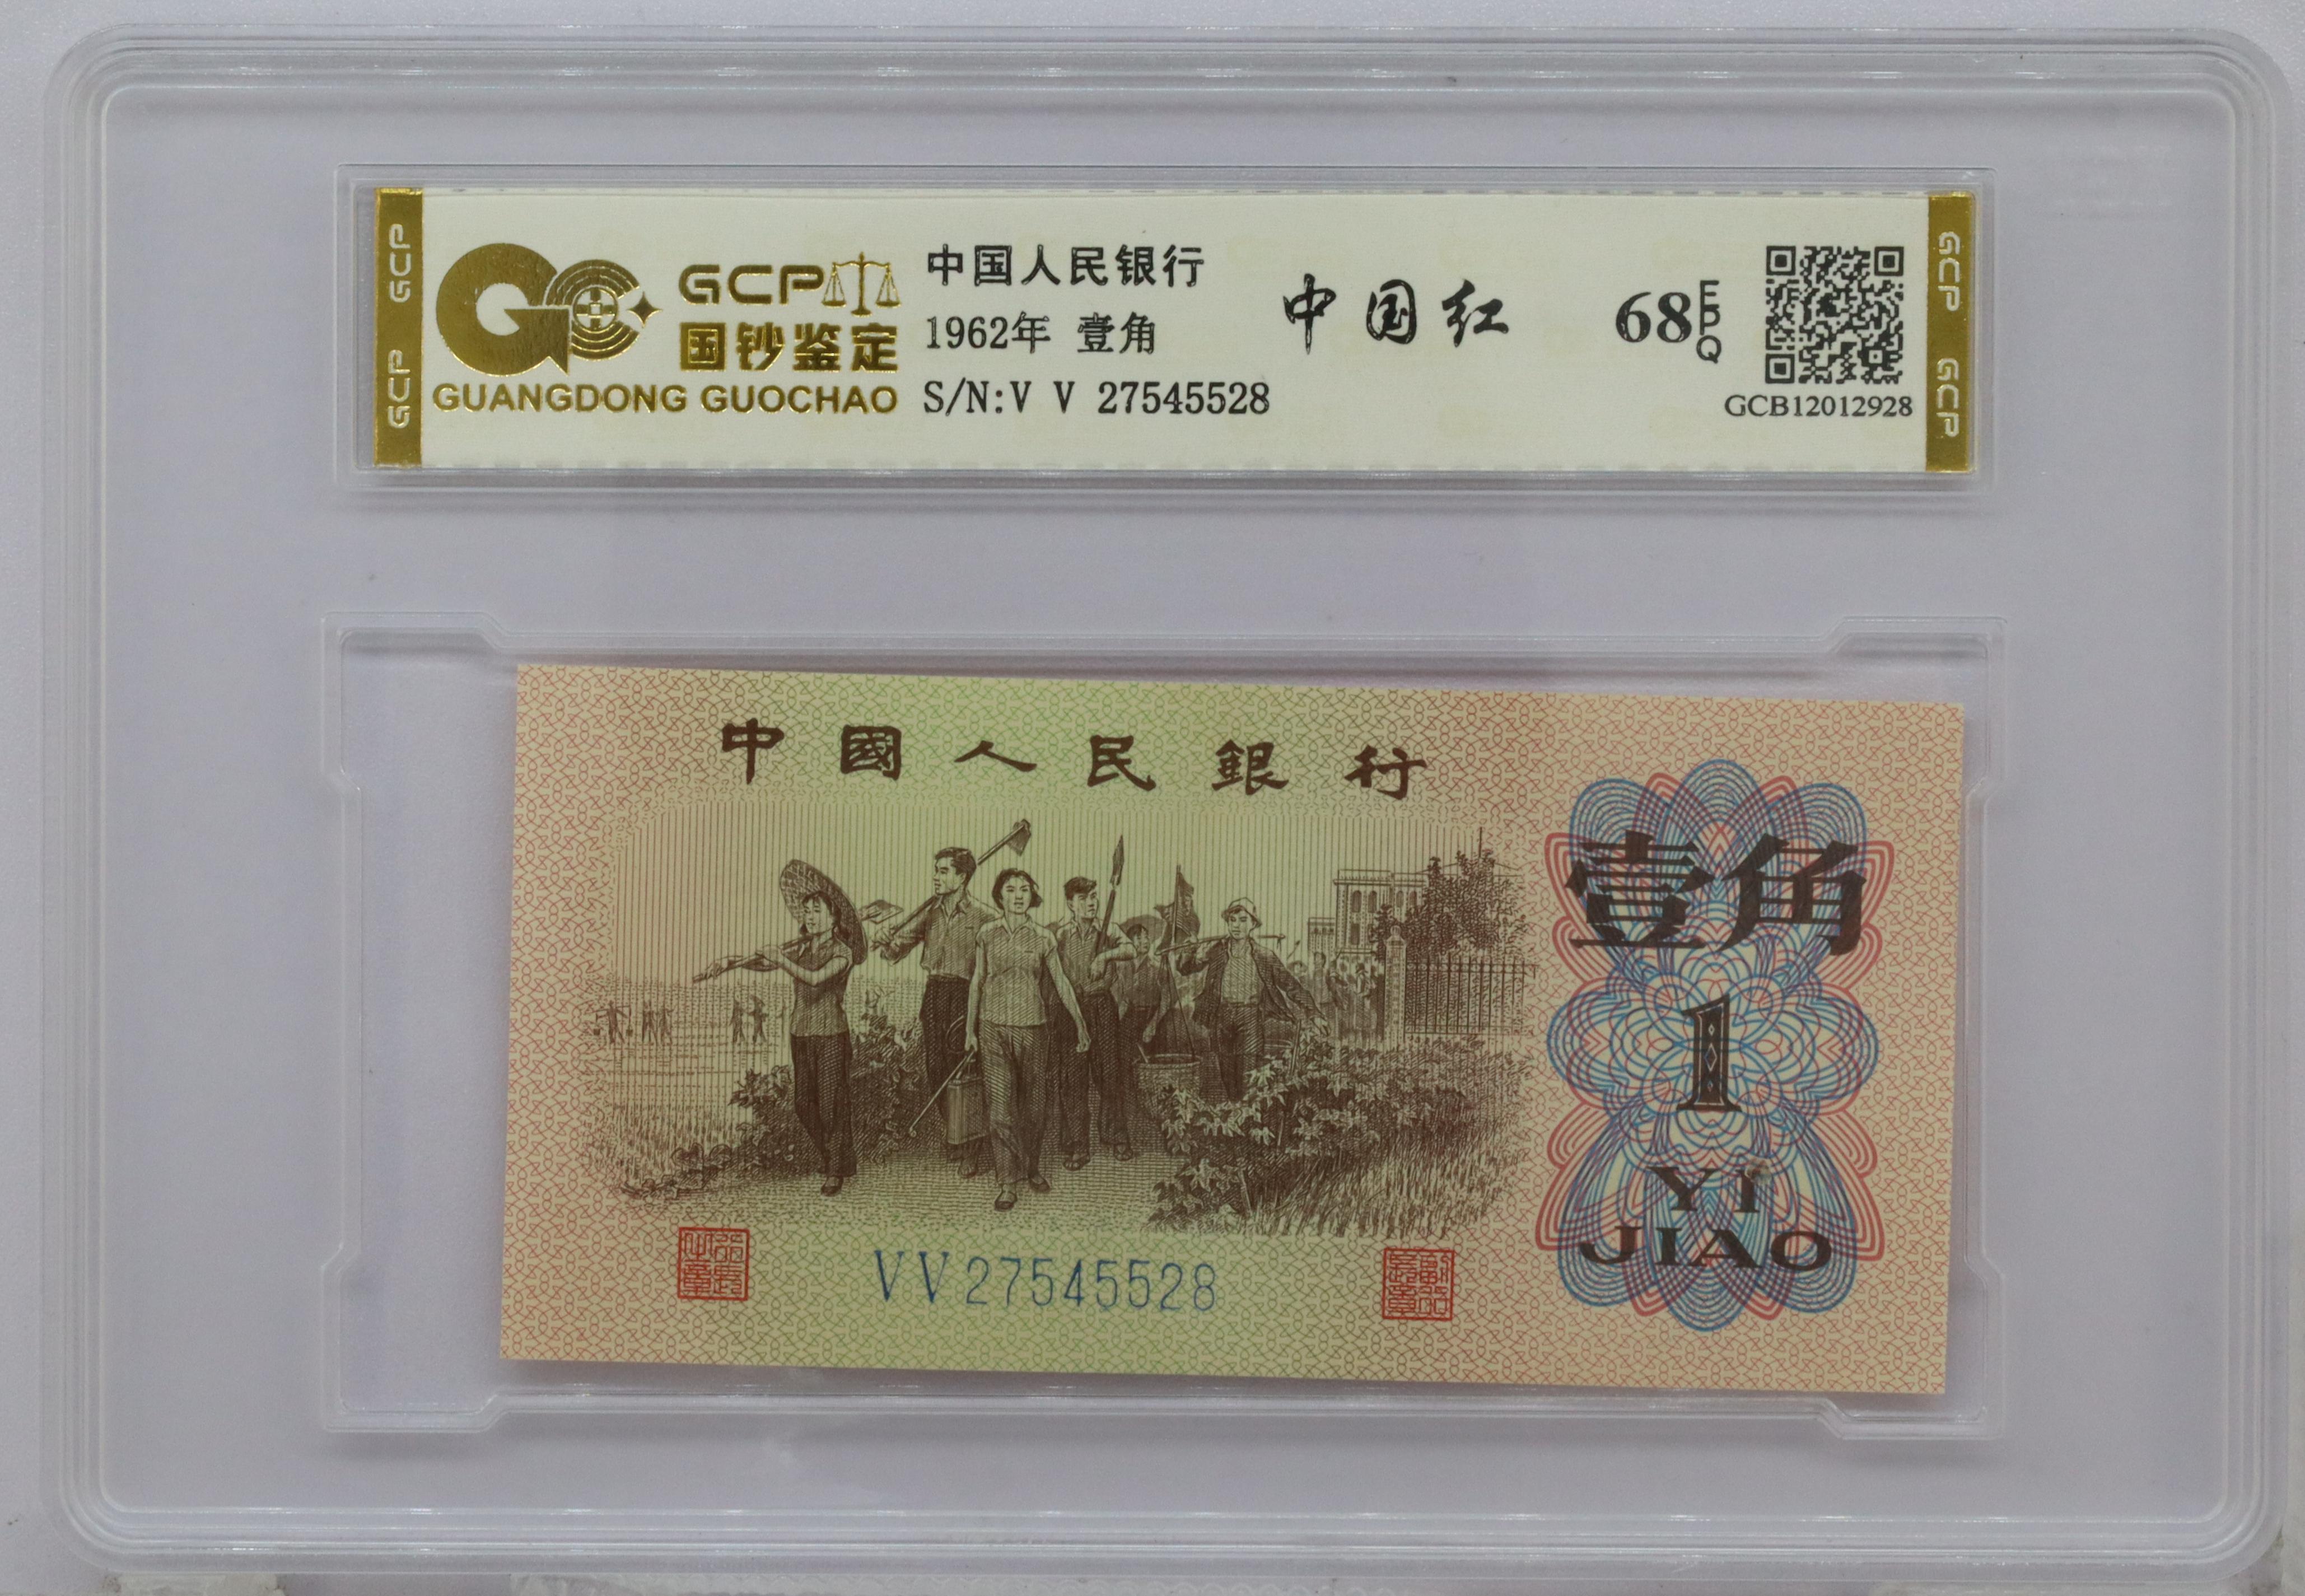 GCP GCP
GCP
国钞鉴定
GUANGDONG GUOCHAO
中国人民银行
1962年 壹角
S/N:V V 27545528
中国红
68 EPQ
GCB12012928
GCP GCP
中國人民銀行
壹角
1
YI
JIAO
VV27545528